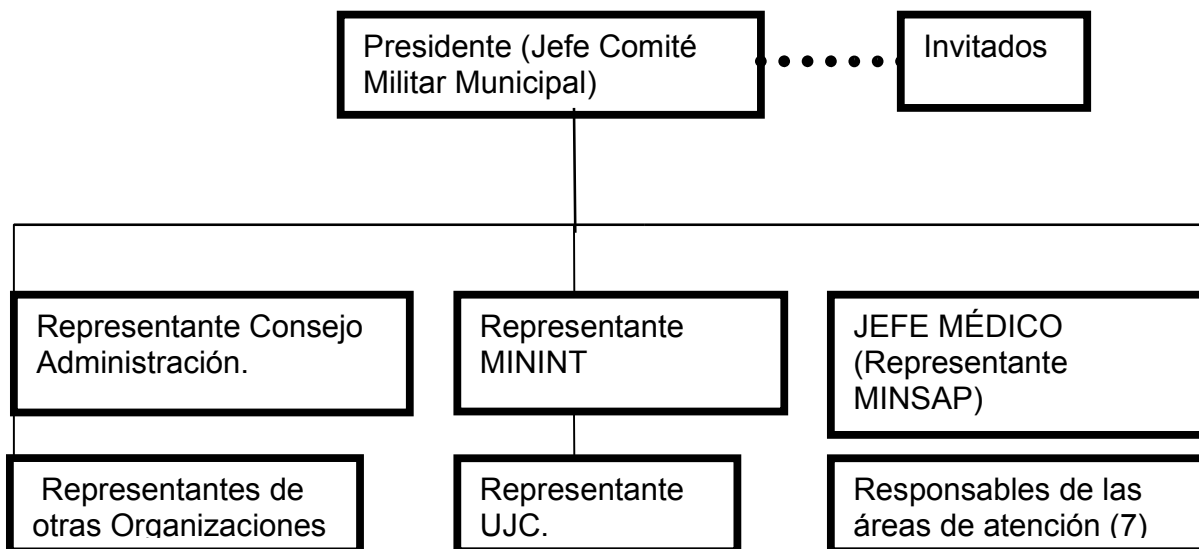 Presidente (Jefe Comité
Militar Municipal)
Invitados
Representante Consejo
Administración.
Representante
MININT
JEFE MÉDICO
(Representante
MINSAP)
Representantes de
otras Organizaciones
Representante
UJC.
Responsables de las
áreas de atención (7)